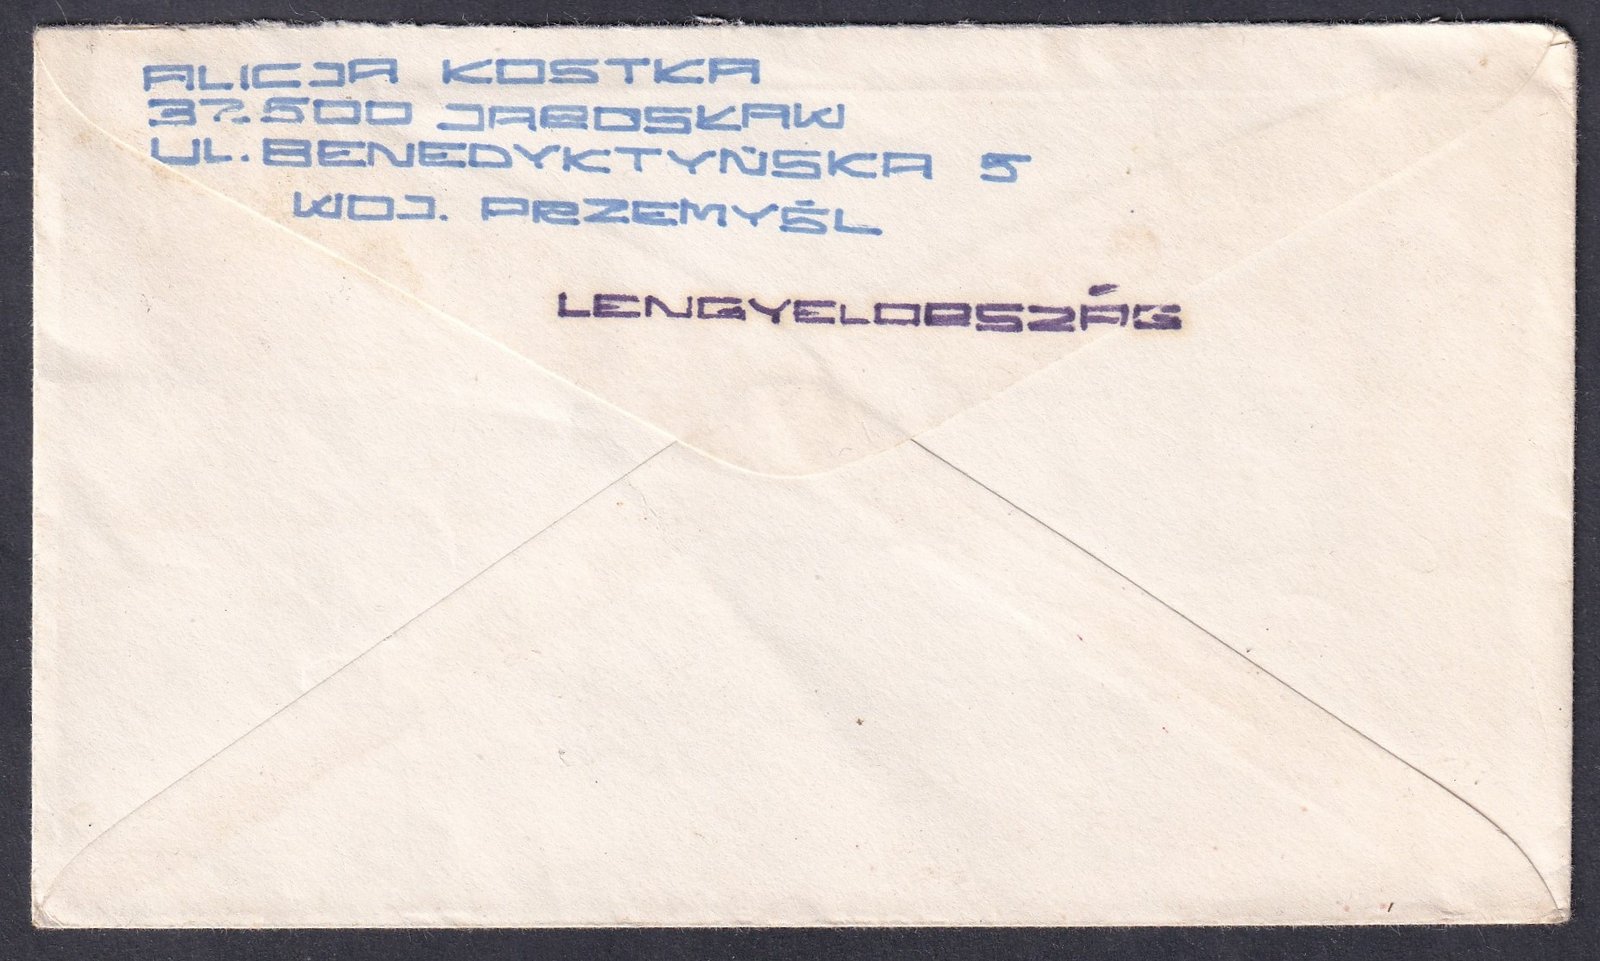 ALICJA KOSTKA
37.500 JAROSŁAW
UL. BENEDYKTYŃSKA 5
WOJ. PRZEMYŚL
LENGYELORSZÁG